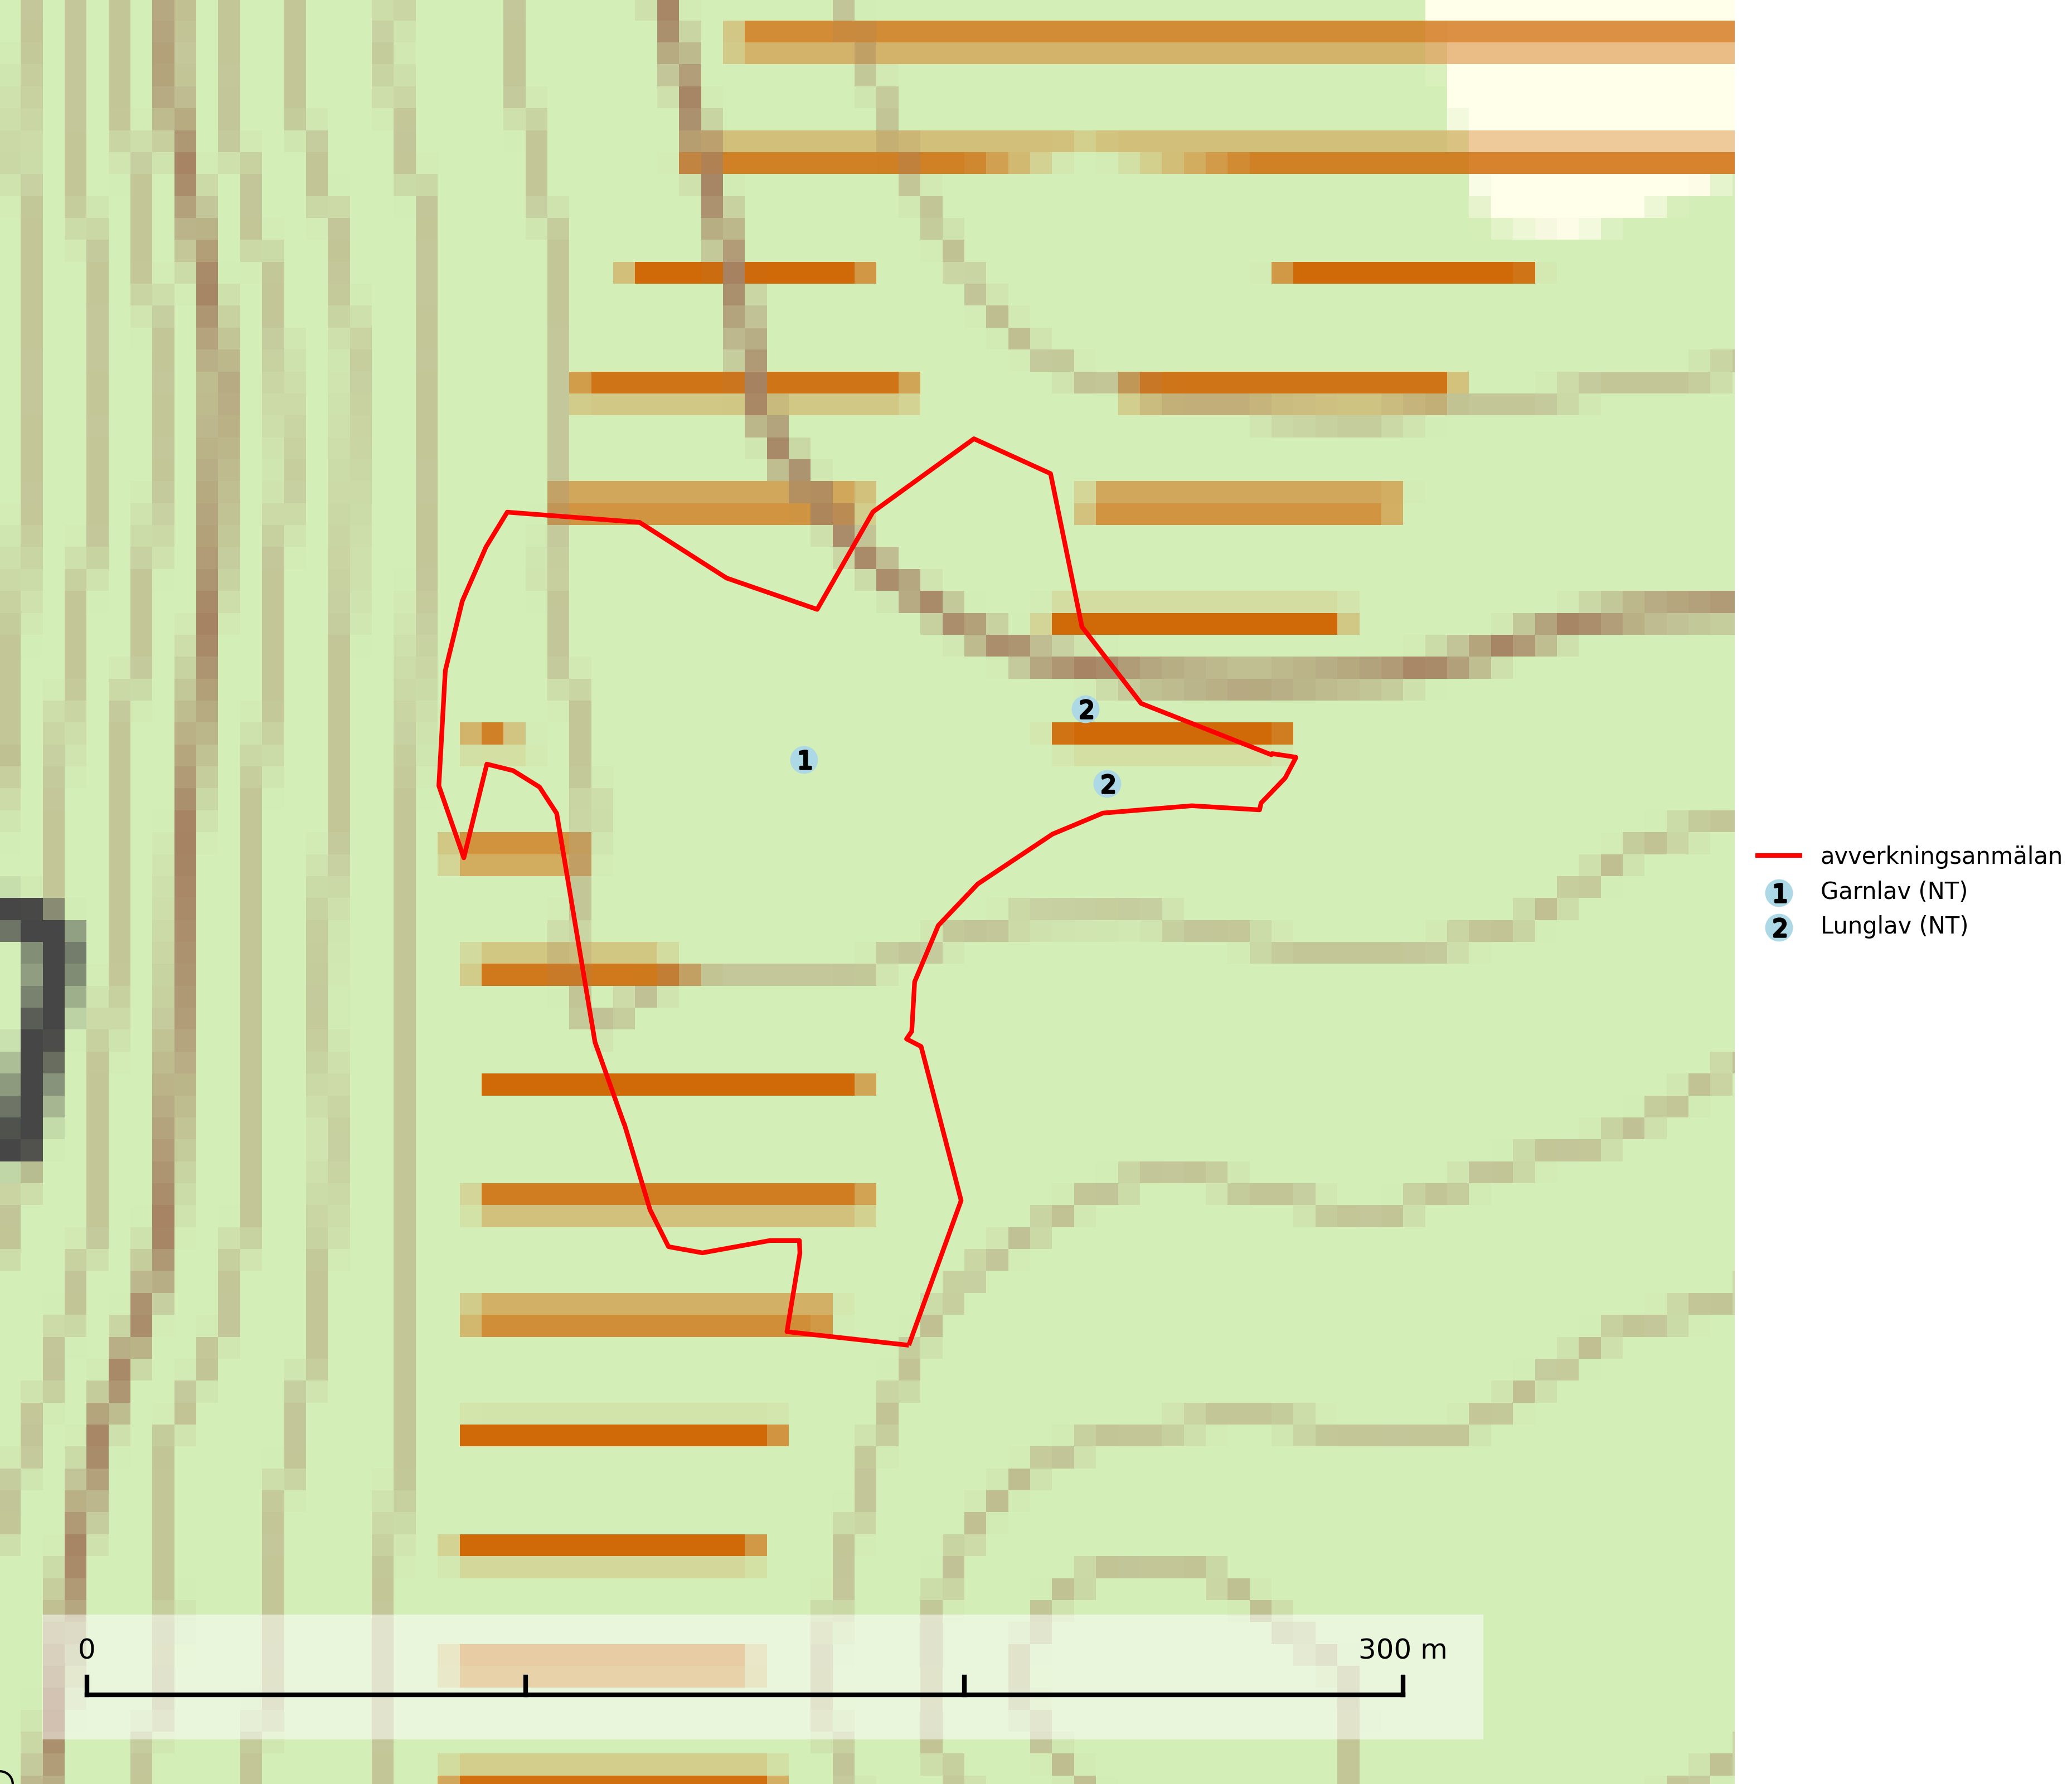 2
1
2
avverkningsanmälan
1 Garnlav (NT)
2 Lunglav (NT)
0 300 m